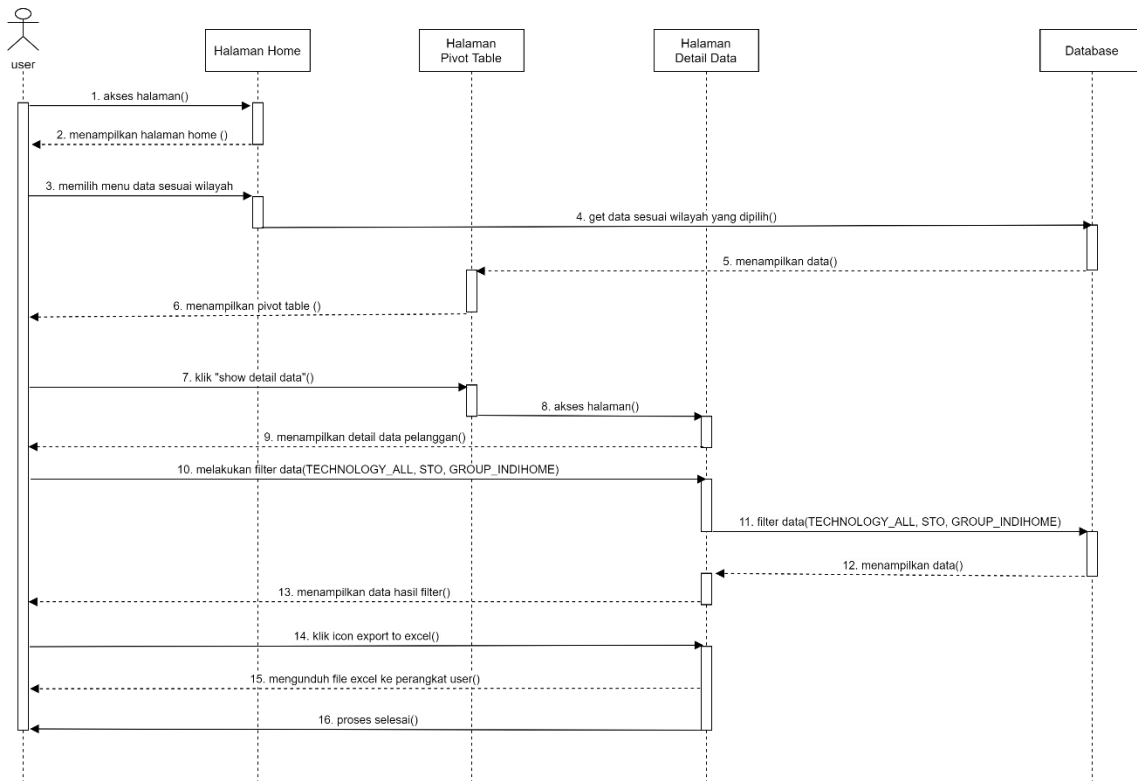 user
Halaman Home
Halaman
Pivot Table
Halaman
Detail Data
Database
1. akses halaman()
2. menampilkan halaman home ()
3. memilih menu data sesuai wilayah
4. get data sesuai wilayah yang dipilih()
5. menampilkan data()
6. menampilkan pivot table ()
7. klik "show detail data"()
8. akses halaman()
9. menampilkan detail data pelanggan()
10. melakukan filter data(TECHNOLOGY_ALL, STO, GROUP_INDIHOME)
11. filter data(TECHNOLOGY_ALL, STO, GROUP_INDIHOME)
12. menampilkan data()
13. menampilkan data hasil filter()
14. klik icon export to excel()
15. mengunduh file excel ke perangkat user()
16. proses selesai()